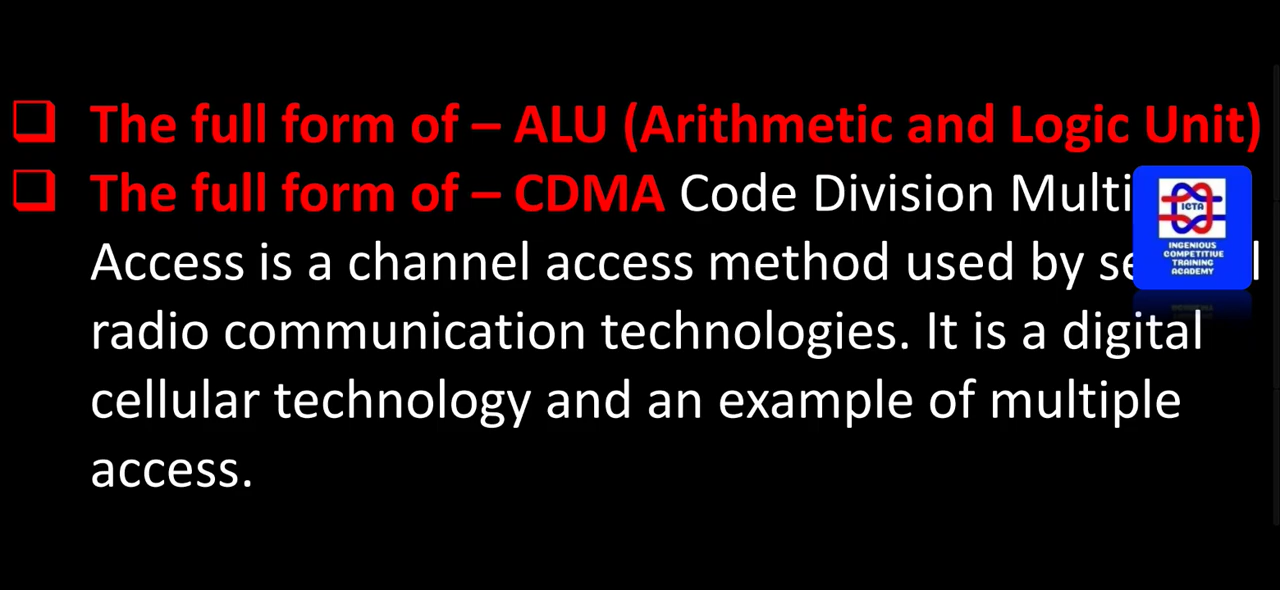 ❑ The full form of – ALU (Arithmetic and Logic Unit)
❑ The full form of – CDMA Code Division
Access is a channel access method used by
radio communication technologies. It is a digital
cellular technology and an example of multiple
access.
ICTA
INGENIOUS
COMPETITIVE
TRAINING
ACADEMY